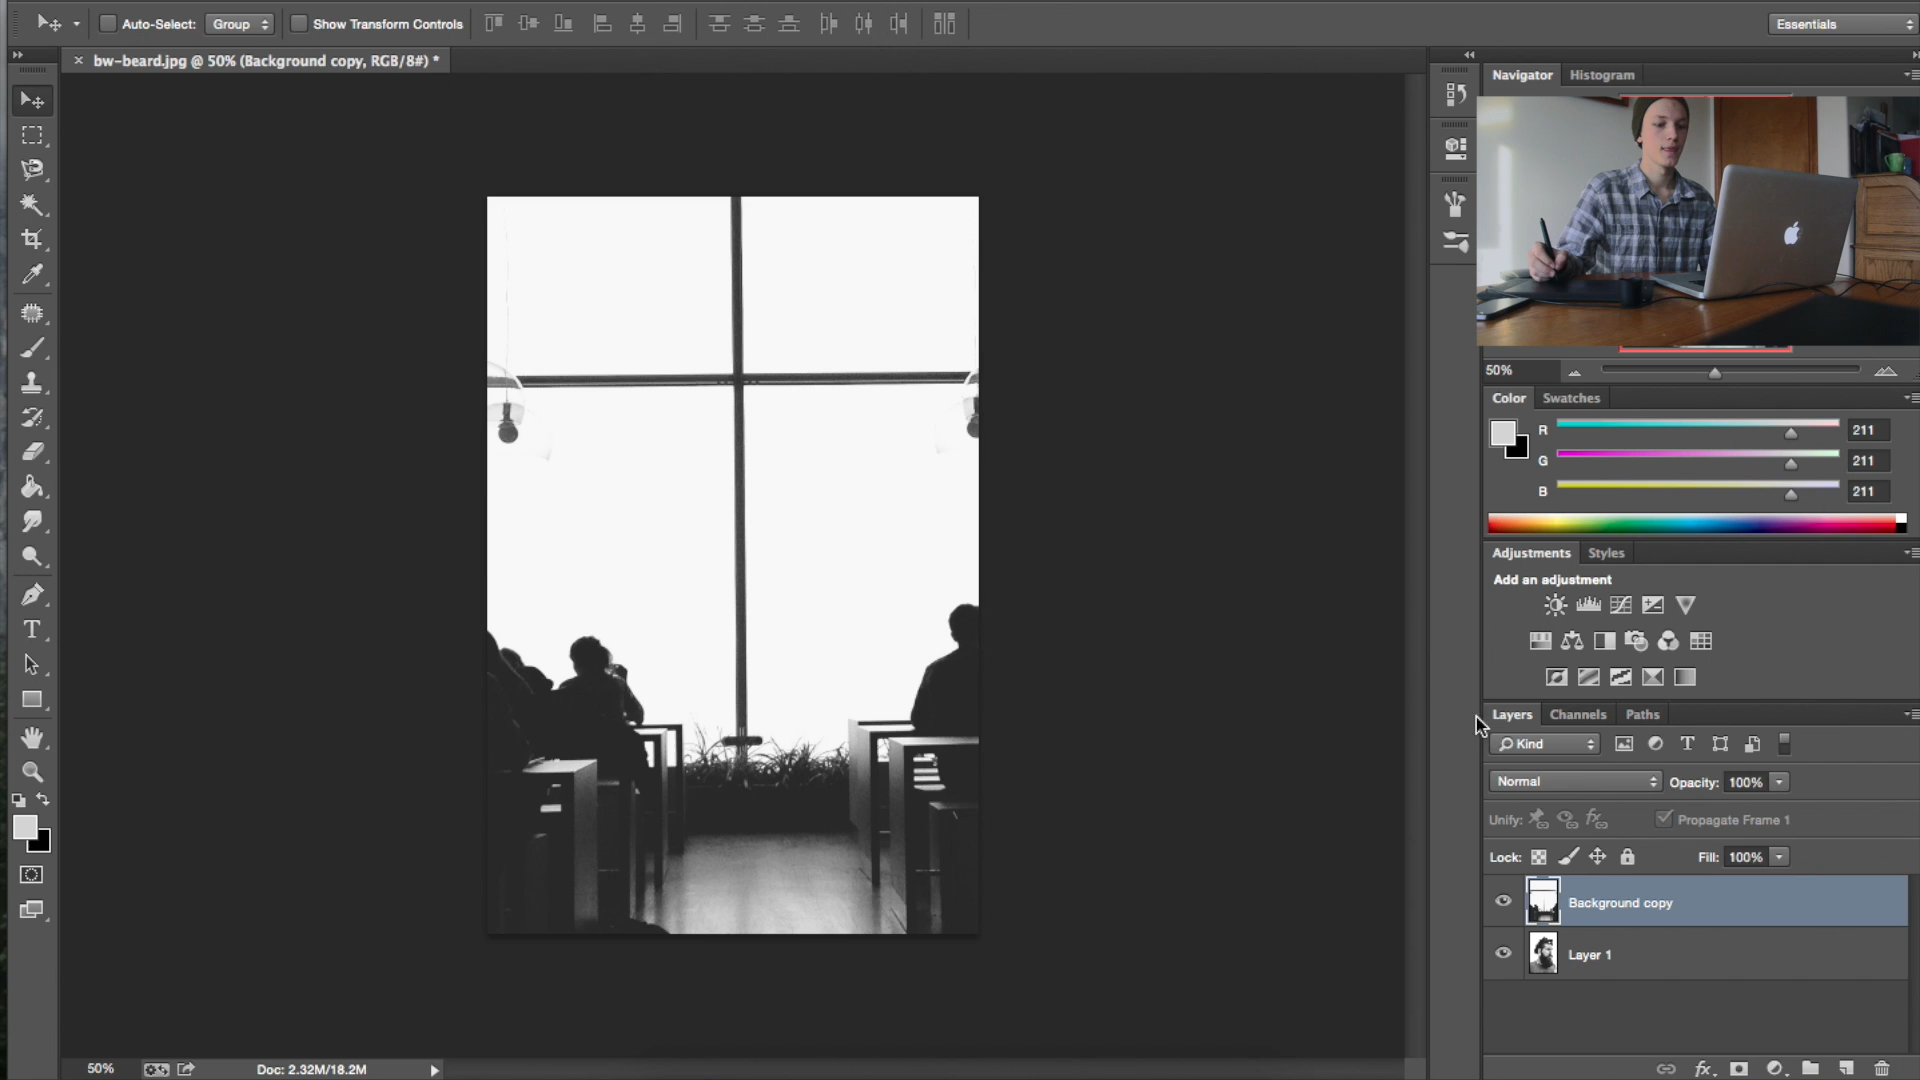 Auto-Select: Group Show Transform Controls Essentials
× bw-beard.jpg @ 50% (Background copy, RGB/8#) *
Navigator Histogram
50%
Color Swatches
R 211
G 211
B 211
Adjustments Styles
Add an adjustment
T
Layers Channels Paths
Kind T
Normal Opacity: 100%
Unify: fx Propagate Frame 1
Lock: Fill: 100%
Background copy
Layer 1
50% Doc: 2.32M/18.2M fx